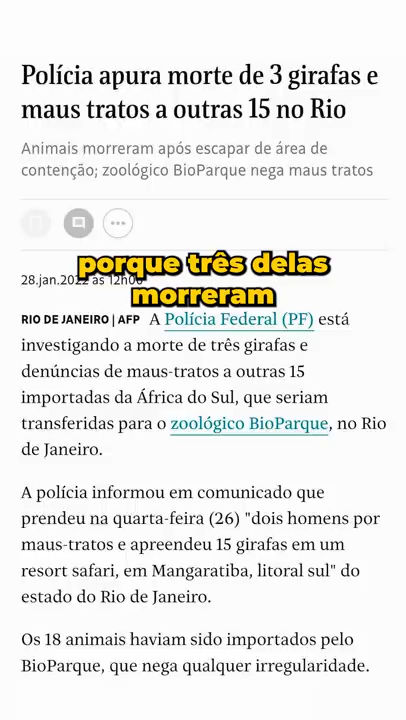 Polícia apura morte de 3 girafas e
maus tratos a outras 15 no Rio
Animais morreram após escapar de área de
contenção; zoológico BioParque nega maus tratos
porque três delas
morreram
28.jan.2022 às 12h06
RIO DE JANEIRO | AFP A Polícia Federal (PF) está
investigando a morte de três girafas e
denúncias de maus-tratos a outras 15
importadas da África do Sul, que seriam
transferidas para o zoológico BioParque, no Rio
de Janeiro.
A polícia informou em comunicado que
prendeu na quarta-feira (26) "dois homens por
maus-tratos e apreendeu 15 girafas em um
resort safari, em Mangaratiba, litoral sul" do
estado do Rio de Janeiro.
Os 18 animais haviam sido importados pelo
BioParque, que nega qualquer irregularidade.